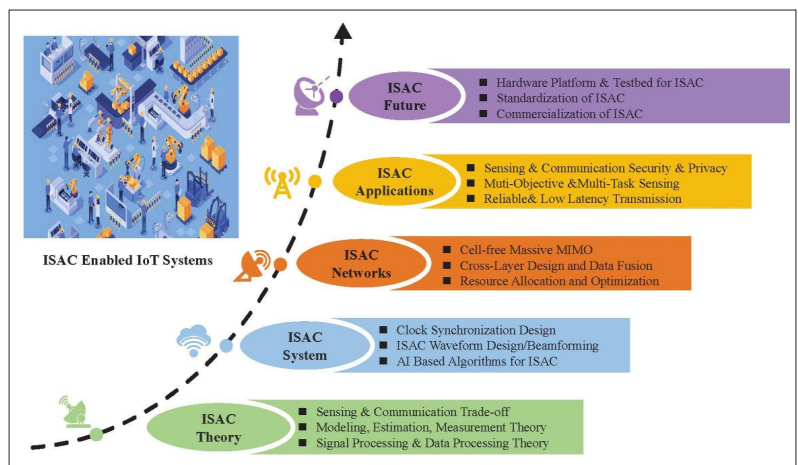 ISAC
Future
■ Hardware Platform & Testbed for ISAC
■ Standardization of ISAC
■ Commercialization of ISAC
ISAC
Applications
■ Sensing & Communication Security & Privacy
■ Muti-Objective &Multi-Task Sensing
■ Reliable& Low Latency Transmission
ISAC Enabled IoT Systems
ISAC
Networks
■ Cell-free Massive MIMO
■ Cross-Layer Design and Data Fusion
■ Resource Allocation and Optimization
ISAC
System
■ Clock Synchronization Design
■ ISAC Waveform Design/Beamforming
■ AI Based Algorithms for ISAC
ISAC
Theory
■ Sensing & Communication Trade-off
■ Modeling, Estimation, Measurement Theory
■ Signal Processing & Data Processing Theory